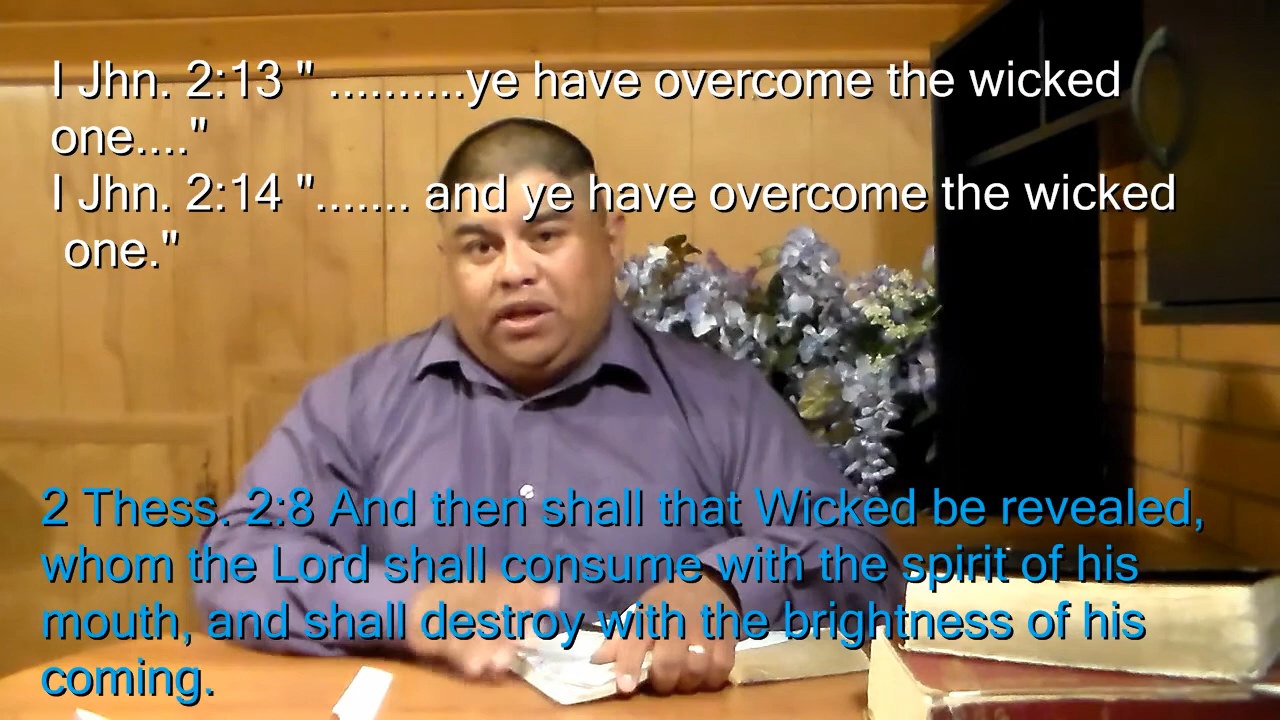 I Jhn. 2:13 " ..........ye have overcome the wicked
one...."
I Jhn. 2:14 "....... and ye have overcome the wicked
one."
2 Thess. 2:8 And then shall that Wicked be revealed,
whom the Lord shall consume with the spirit of his
mouth, and shall destroy with the brightness of his
coming.